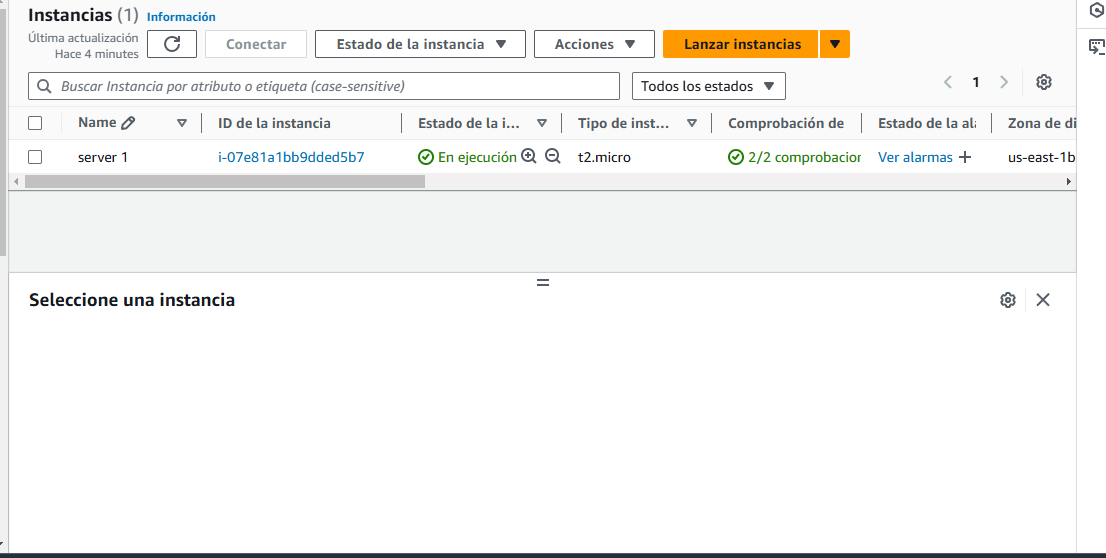 Instancias (1) Información
Última actualización
Hace 4 minutes
Conectar
Estado de la instancia
Acciones
Lanzar instancias
Buscar Instancia por atributo o etiqueta (case-sensitive)
Todos los estados
1
Name ID de la instancia Estado de la i... Tipo de inst... Comprobación de Estado de la ala Zona de di
server 1 i-07e81a1bb9dded5b7 En ejecución t2.micro 2/2 comprobacion Ver alarmas + us-east-1b
Seleccione una instancia